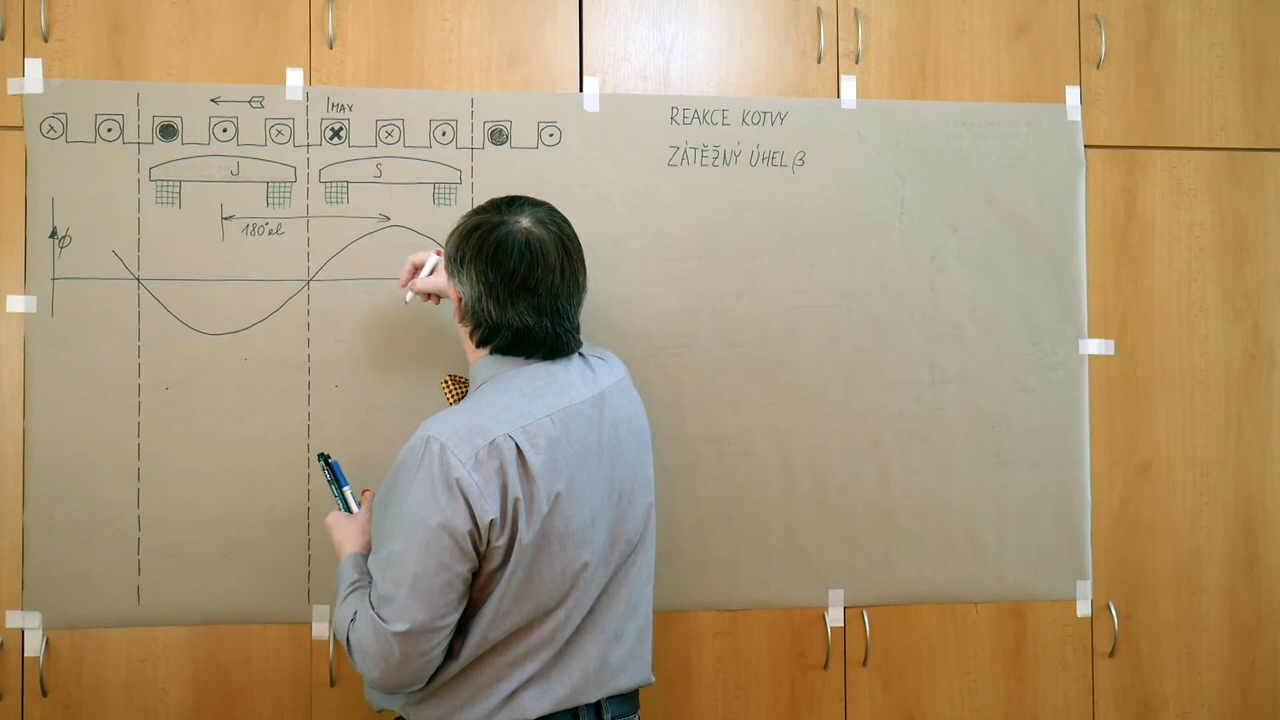 IMAX
J
S
180°el
ϕ
REAKCE KOTVY
ZÁTĚŽNÝ ÚHEL β